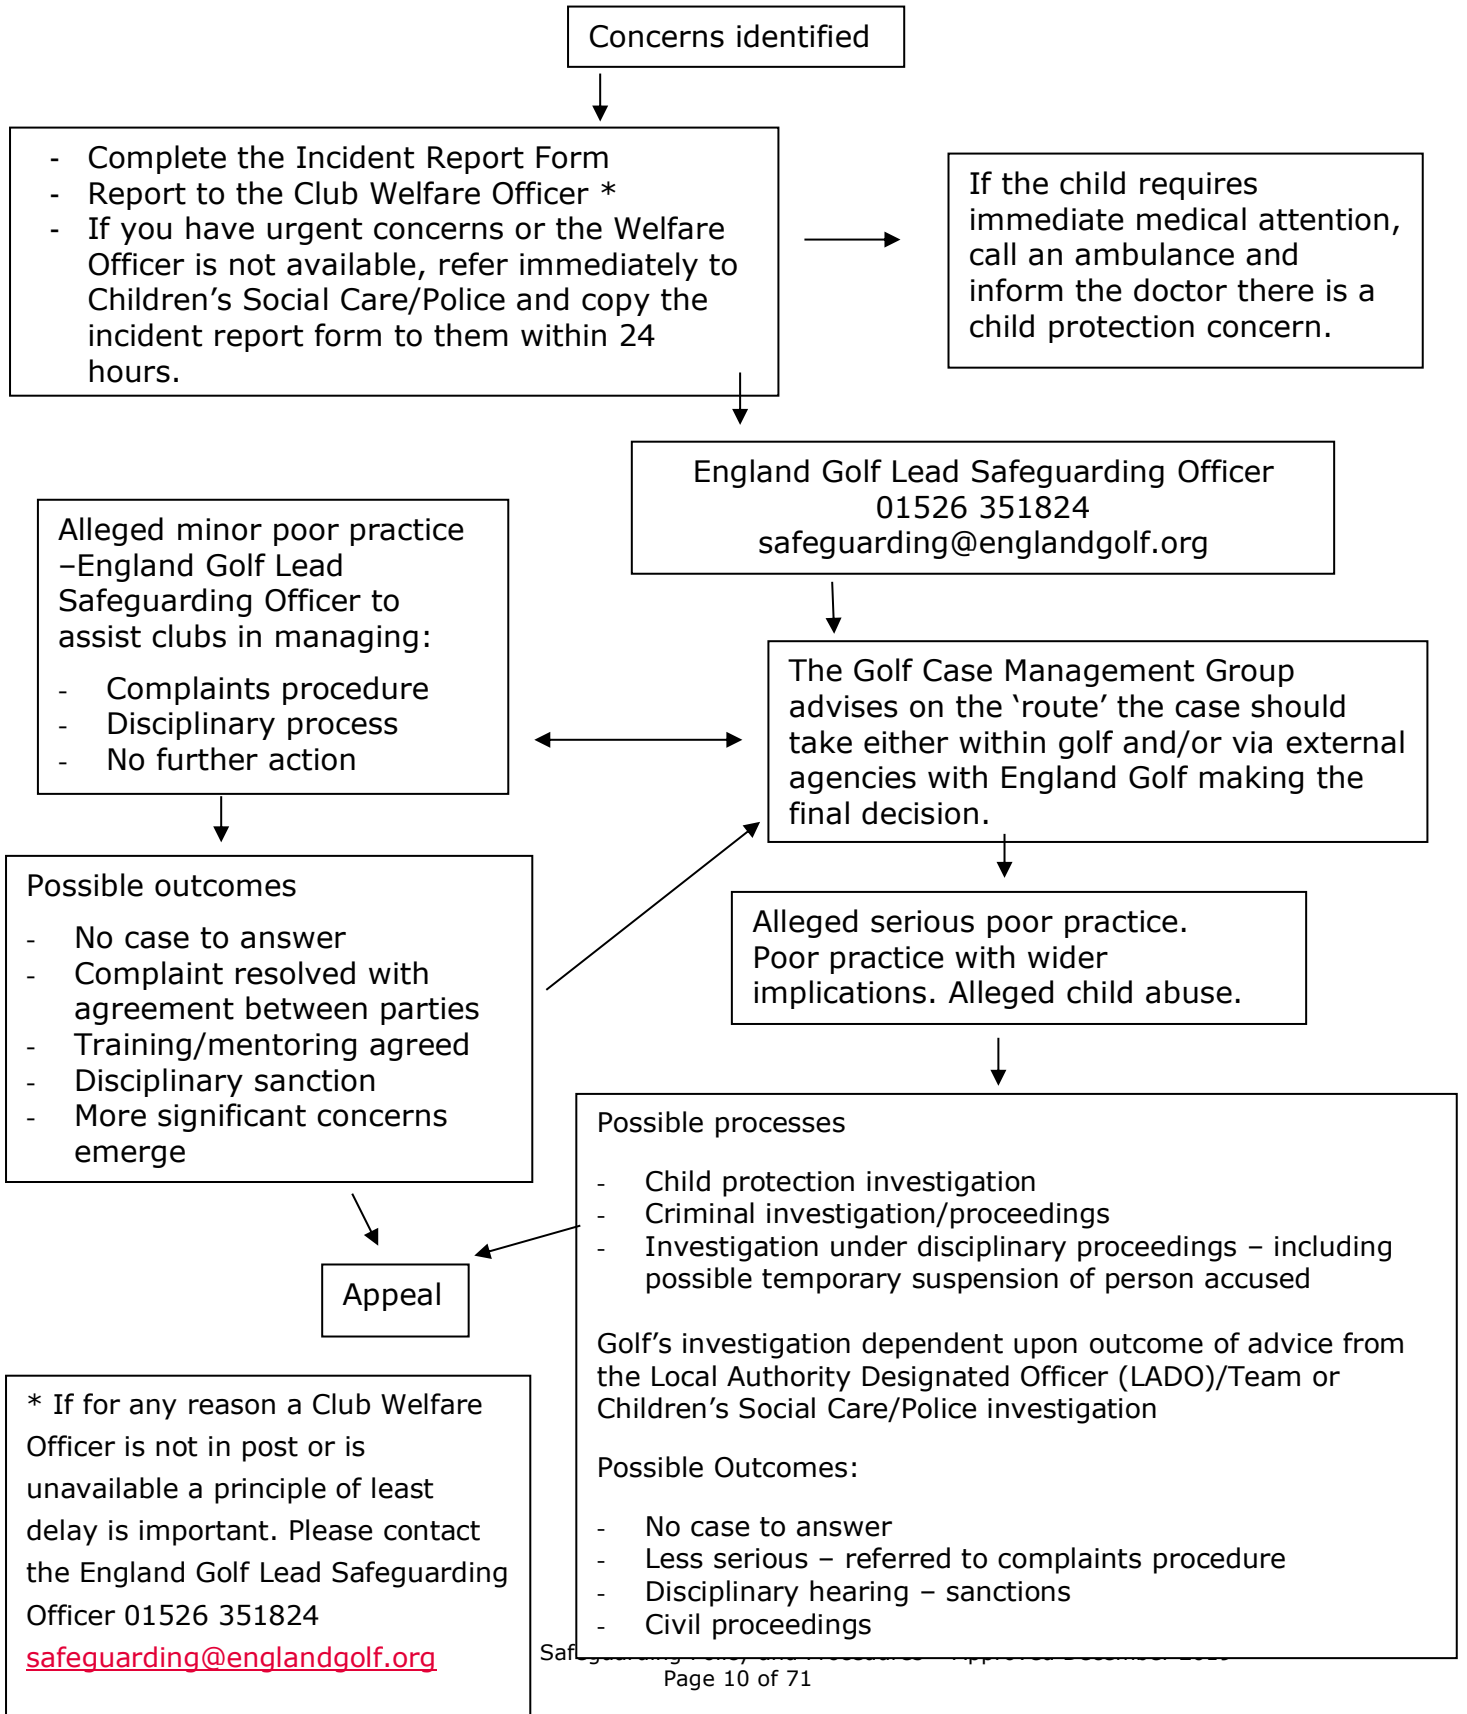 Concerns identified
- Complete the Incident Report Form
- Report to the Club Welfare Officer *
- If you have urgent concerns or the Welfare
Officer is not available, refer immediately to
Children’s Social Care/Police and copy the
incident report form to them within 24
hours.
If the child requires
immediate medical attention,
call an ambulance and
inform the doctor there is a
child protection concern.
England Golf Lead Safeguarding Officer
01526 351824
safeguarding@englandgolf.org
Alleged minor poor practice
–England Golf Lead
Safeguarding Officer to
assist clubs in managing:
- Complaints procedure
- Disciplinary process
- No further action
The Golf Case Management Group
advises on the ‘route’ the case should
take either within golf and/or via external
agencies with England Golf making the
final decision.
Possible outcomes
- No case to answer
- Complaint resolved with
agreement between parties
- Training/mentoring agreed
- Disciplinary sanction
- More significant concerns
emerge
Alleged serious poor practice.
Poor practice with wider
implications. Alleged child abuse.
Possible processes
- Child protection investigation
- Criminal investigation/proceedings
- Investigation under disciplinary proceedings – including
possible temporary suspension of person accused
Golf’s investigation dependent upon outcome of advice from
the Local Authority Designated Officer (LADO)/Team or
Children’s Social Care/Police investigation
Possible Outcomes:
- No case to answer
- Less serious – referred to complaints procedure
- Disciplinary hearing – sanctions
- Civil proceedings
Appeal
* If for any reason a Club Welfare
Officer is not in post or is
unavailable a principle of least
delay is important. Please contact
the England Golf Lead Safeguarding
Officer 01526 351824
safeguarding@englandgolf.org
Safeguarding Policy and Procedures Approved December
Page 10 of 71